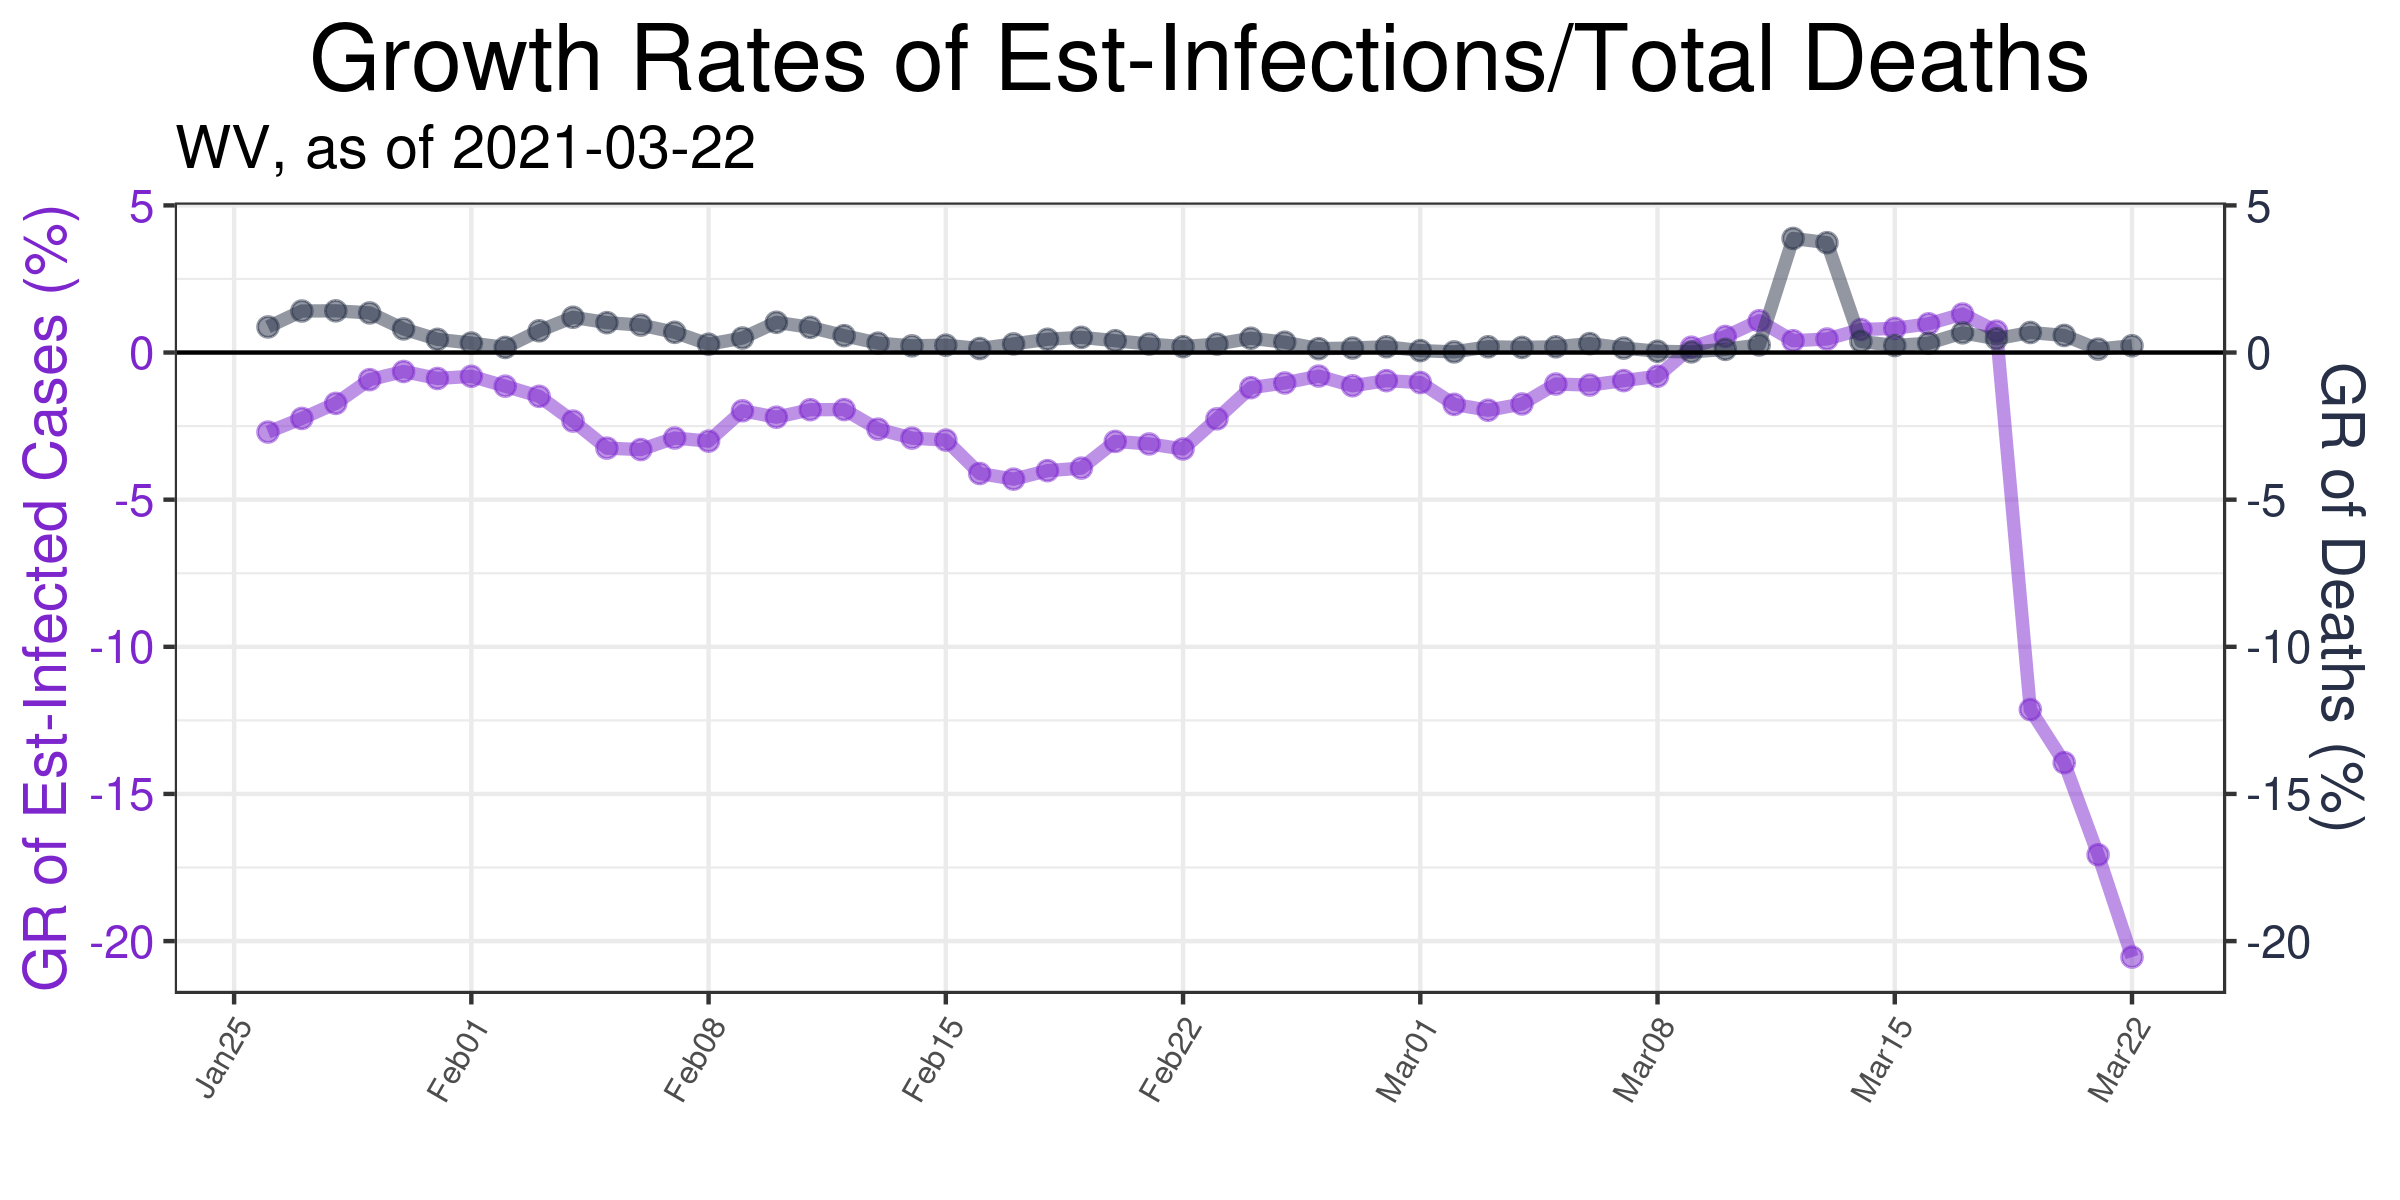 Growth Rates of Est-Infections/Total Deaths
WV, as of 2021-03-22
GR of Est-Infected Cases (%)
5
0
-5
-10
-15
-20
5
0
-5
-10
-15
-20
GR of Deaths (%)
Jan25
Feb01
Feb08
Feb15
Feb22
Mar01
Mar08
Mar15
Mar22